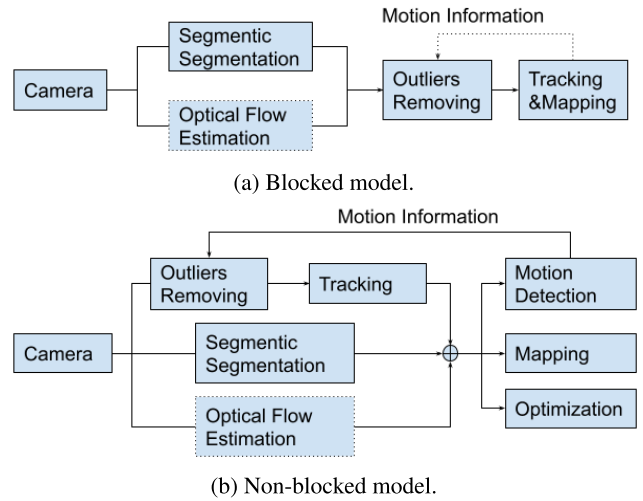 Motion Information
Segmentic
Segmentation
Camera
Optical Flow
Estimation
Outliers
Removing
Tracking
&Mapping
(a) Blocked model.
Motion Information
Outliers
Removing
Tracking
Motion
Detection
Camera
Segmentic
Segmentation
Mapping
Optical Flow
Estimation
Optimization
(b) Non-blocked model.